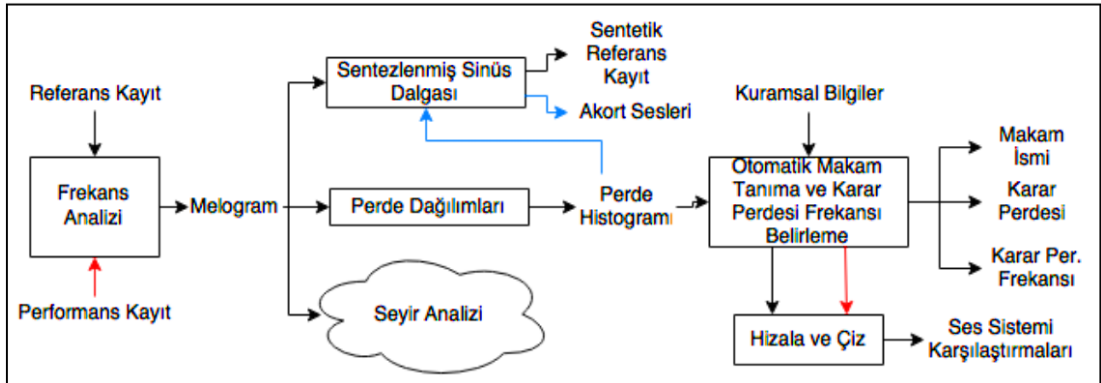 Referans Kayıt
Frekans
Analizi
Performans Kayıt
Melogram
Sentezlenmiş Sinüs
Dalgası
Sentetik
Referans
Kayıt
Akort Sesleri
Perde Dağılımları
Perde
Histogramı
Seyir Analizi
Kuramsal Bilgiler
Otomatik Makam
Tanıma ve Karar
Perdesi Frekansı
Belirleme
Makam
İsmi
Karar
Perdesi
Karar Per.
Frekansı
Hizala ve Çiz
Ses Sistemi
Karşılaştırmaları